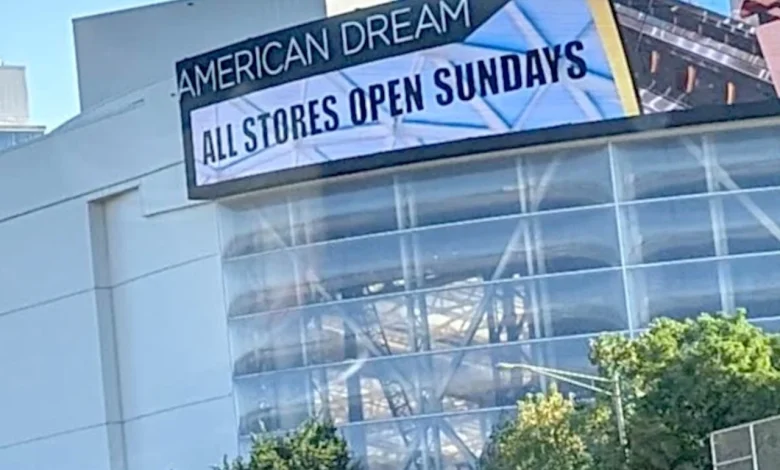 AMERICAN DREAM
ALL STORES OPEN SUNDAYS